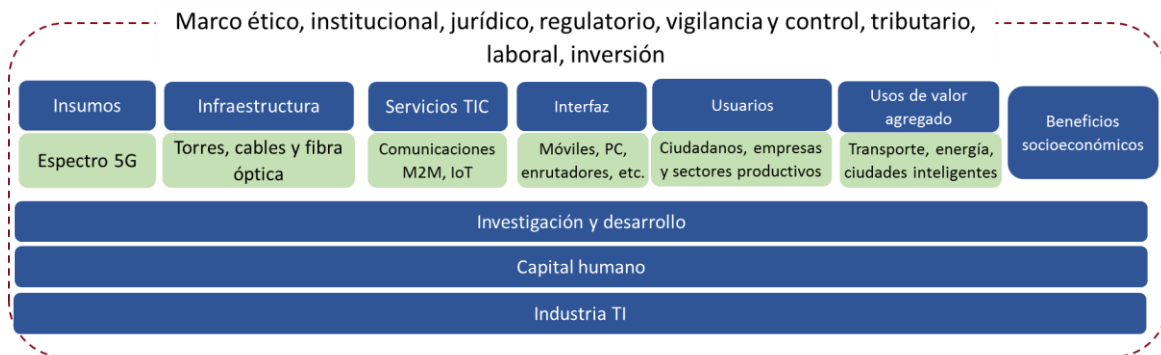 Marco ético, institucional, jurídico, regulatorio, vigilancia y control, tributario,
laboral, inversión
Insumos
Infraestructura
Servicios TIC
Interfaz
Usuarios
Usos de valor
agregado
Beneficios
socioeconómicos
Espectro 5G
Torres, cables y fibra
óptica
Comunicaciones
M2M, IoT
Móviles, PC,
enrutadores, etc.
Ciudadanos, empresas
y sectores productivos
Transporte, energía,
ciudades inteligentes
Investigación y desarrollo
Capital humano
Industria TI